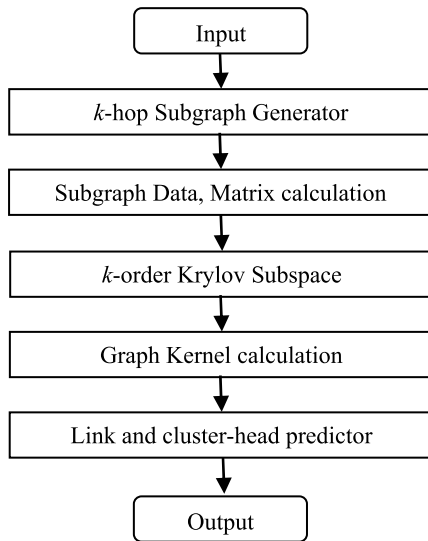 Input
k-hop Subgraph Generator
Subgraph Data, Matrix calculation
k-order Krylov Subspace
Graph Kernel calculation
Link and cluster-head predictor
Output